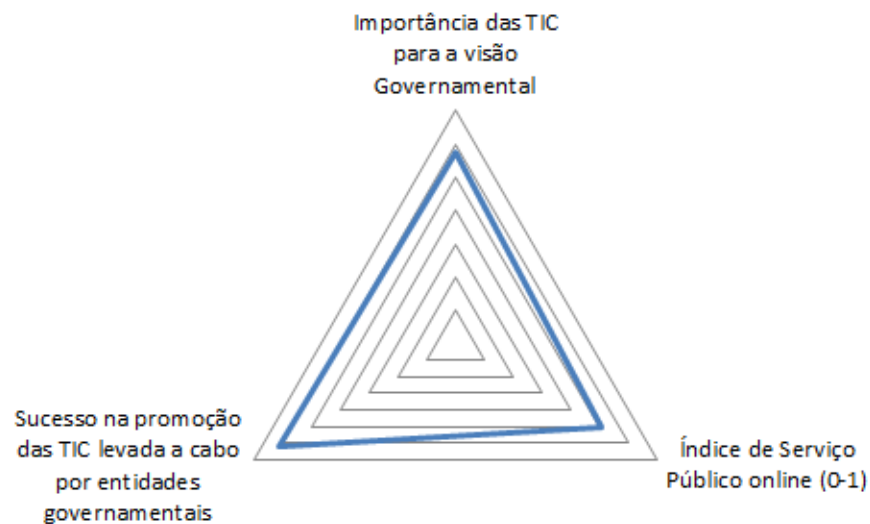 Importância das TIC
para a visão
Governamental
Sucesso na promoção
das TIC levada a cabo
por entidades
governamentais
Índice de Serviço
Público online (0-1)